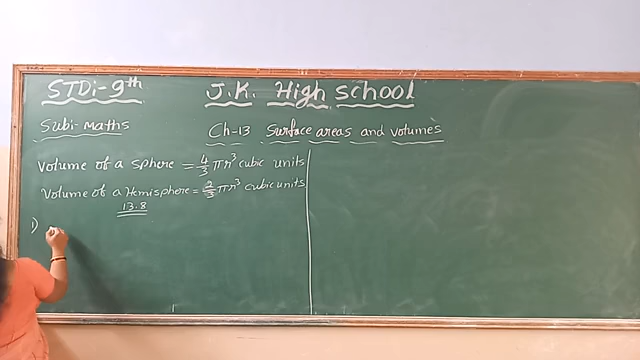 STD:- 9th
J.K. High school
Sub:- maths
Ch-13 Surface areas and volumes
Volume of a sphere = 4/3 πr³ cubic units
Volume of a Hemisphere = 2/3 πr³ cubic units
13.8
1)